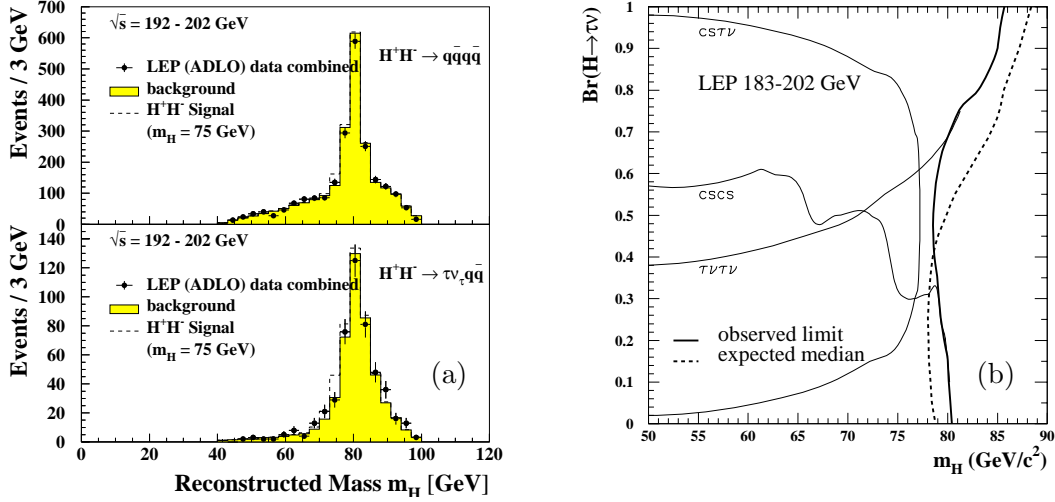 √s = 192 - 202 GeV
H⁺H⁻ → qq̄qq̄
LEP (ADLO) data combined
background
H⁺H⁻ Signal
(m_H = 75 GeV)
Events / 3 GeV
700
600
500
400
300
200
100
0
√s = 192 - 202 GeV
H⁺H⁻ → τν_τqq̄
LEP (ADLO) data combined
background
H⁺H⁻ Signal
(m_H = 75 GeV)
(a)
Events / 3 GeV
140
120
100
80
60
40
20
0
0 20 40 60 80 100 120
Reconstructed Mass m_H [GeV]
Br(H→τν)
1
0.9
0.8
0.7
0.6
0.5
0.4
0.3
0.2
0.1
0
csτν
LEP 183-202 GeV
cscs
τντν
observed limit
expected median
(b)
50 55 60 65 70 75 80 85 90
m_H (GeV/c²)